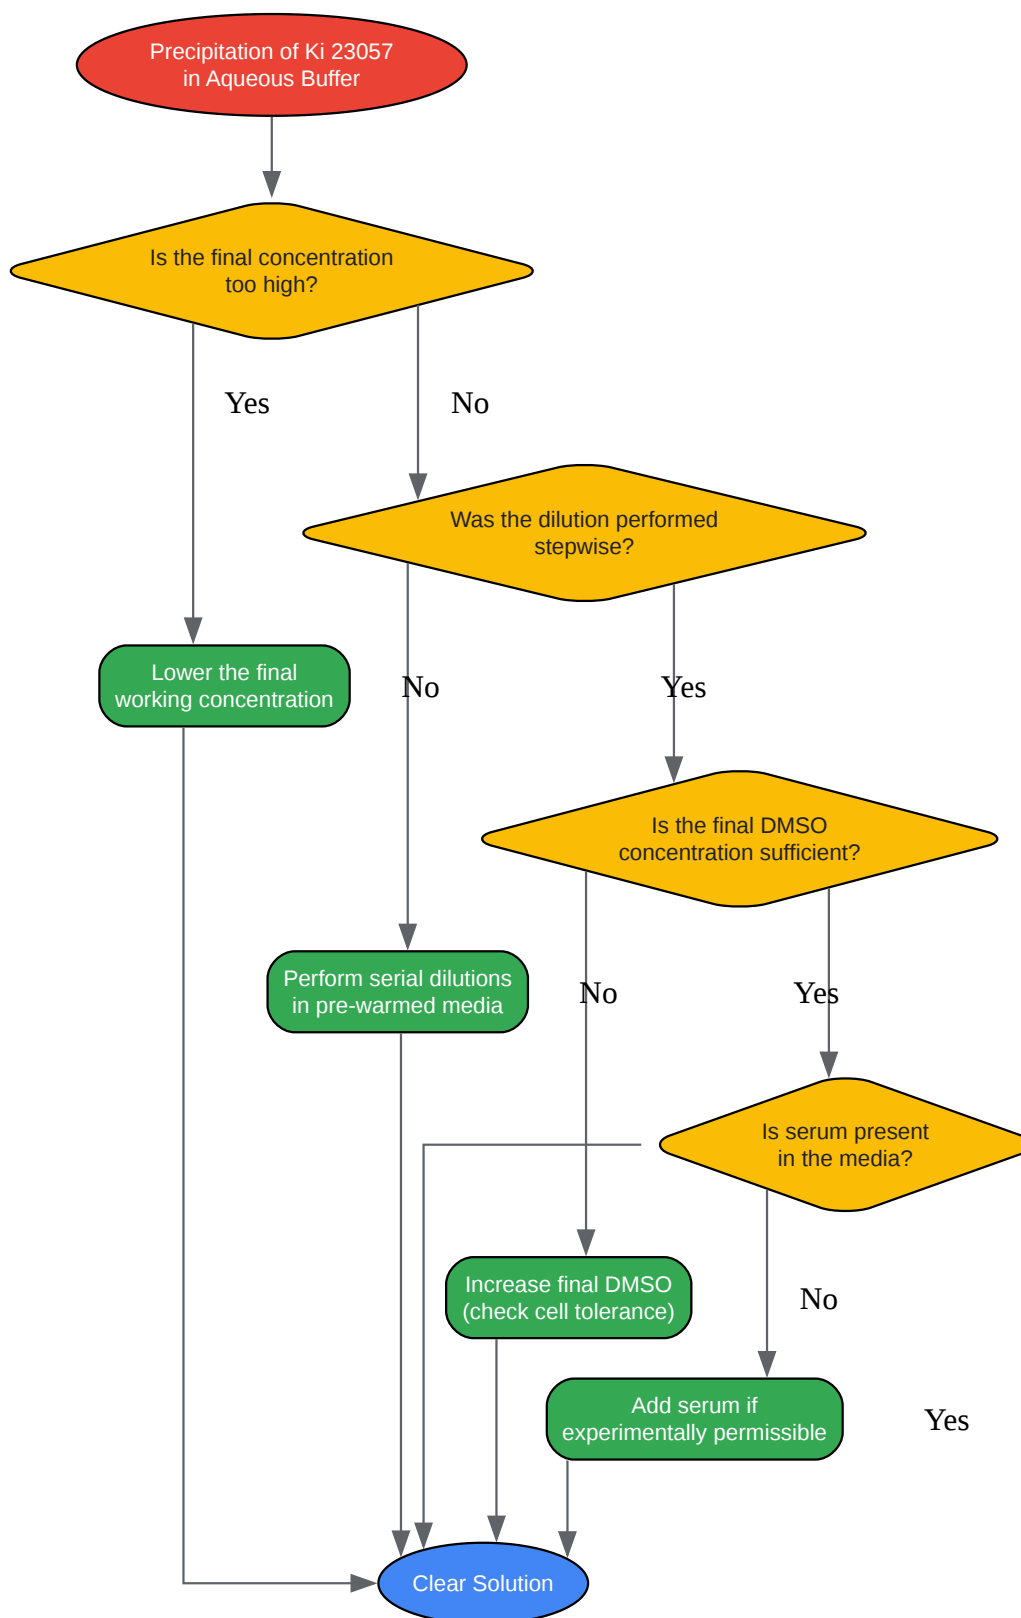 Precipitation of Ki 23057
in Aqueous Buffer
Is the final concentration
too high?
Yes
No
Was the dilution performed
stepwise?
Lower the final
working concentration
No
Yes
Is the final DMSO
concentration sufficient?
Perform serial dilutions
in pre-warmed media
No
Yes
Is serum present
in the media?
Increase final DMSO
(check cell tolerance)
No
Add serum if
experimentally permissible
Yes
Clear Solution